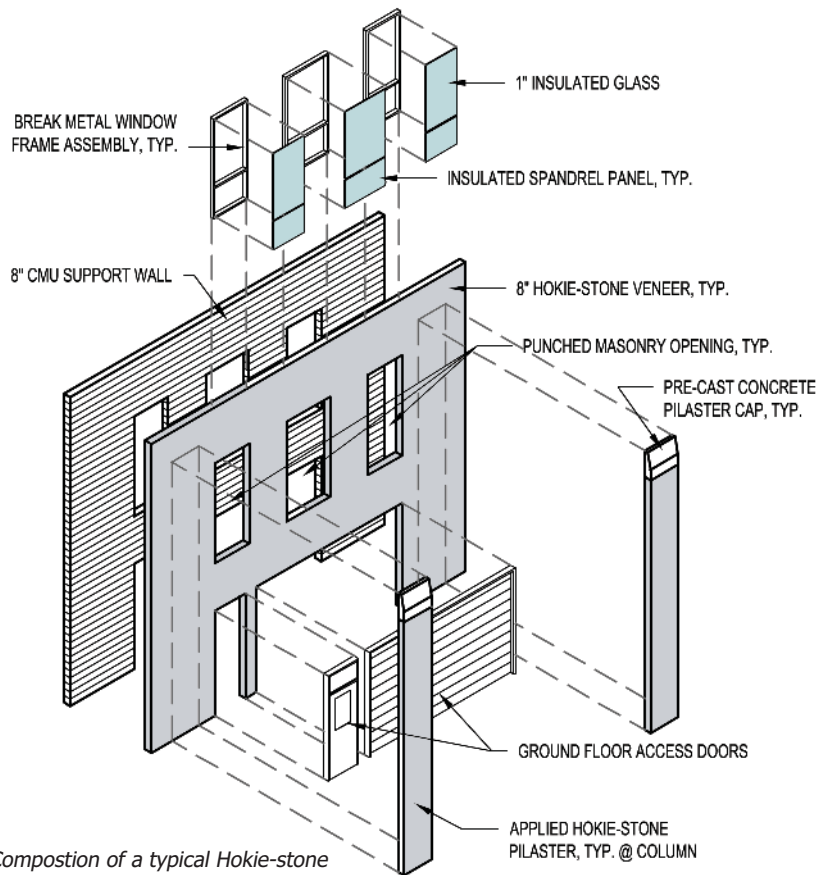 1" INSULATED GLASS
BREAK METAL WINDOW
FRAME ASSEMBLY, TYP.
INSULATED SPANDREL PANEL, TYP.
8" CMU SUPPORT WALL
8" HOKIE-STONE VENEER, TYP.
PUNCHED MASONRY OPENING, TYP.
PRE-CAST CONCRETE
PILASTER CAP, TYP.
GROUND FLOOR ACCESS DOORS
APPLIED HOKIE-STONE
PILASTER, TYP. @ COLUMN
Compostion of a typical Hokie-stone